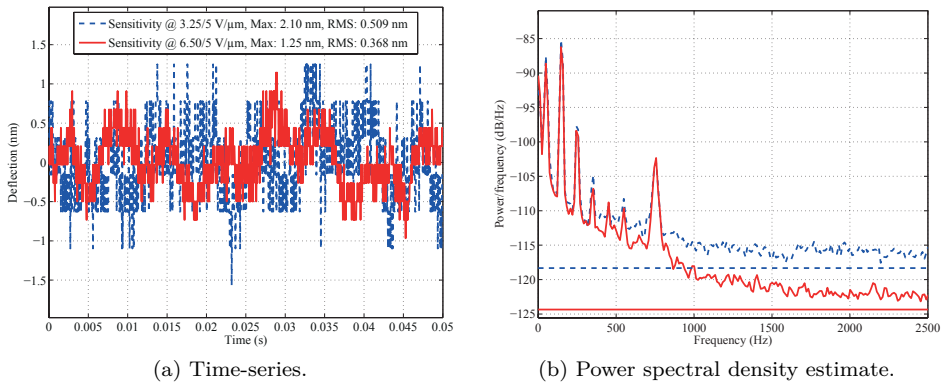 Sensitivity @ 3.25/5 V/µm, Max: 2.10 nm, RMS: 0.509 nm
Sensitivity @ 6.50/5 V/µm, Max: 1.25 nm, RMS: 0.368 nm
1.5
1
0.5
0
−0.5
−1
−1.5
Deflection (nm)
0 0.005 0.01 0.015 0.02 0.025 0.03 0.035 0.04 0.045 0.05
Time (s)
(a) Time-series.
−85
−90
−95
−100
−105
−110
−115
−120
−125
Power/frequency (dB/Hz)
0 500 1000 1500 2000 2500
Frequency (Hz)
(b) Power spectral density estimate.